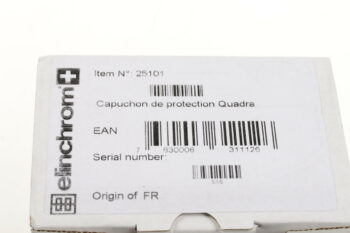 elinchrom
Item N°: 25101
Capuchon de protection Quadra
EAN
7 630006 311126
Serial number:
Origin of FR